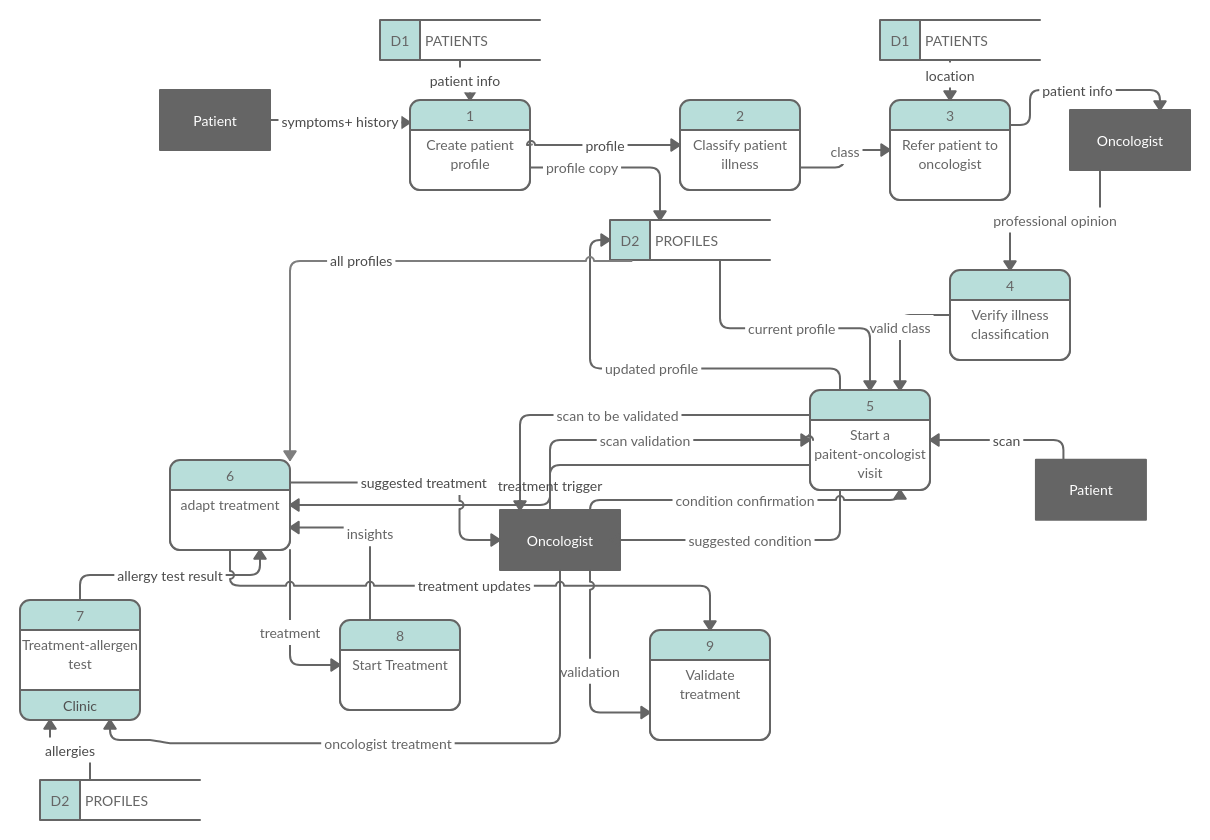 D1 PATIENTS
D1 PATIENTS
patient info
location
patient info
Patient
symptoms+ history
1
Create patient
profile
profile
profile copy
2
Classify patient
illness
class
3
Refer patient to
oncologist
Oncologist
professional opinion
D2 PROFILES
all profiles
4
Verify illness
classification
current profile
valid class
updated profile
5
Start a
paitent-oncologist
visit
scan to be validated
scan validation
scan
Patient
6
adapt treatment
suggested treatment
treatment trigger
condition confirmation
insights
Oncologist
suggested condition
allergy test result
treatment updates
7
Treatment-allergen
test
Clinic
treatment
8
Start Treatment
validation
9
Validate
treatment
oncologist treatment
allergies
D2 PROFILES